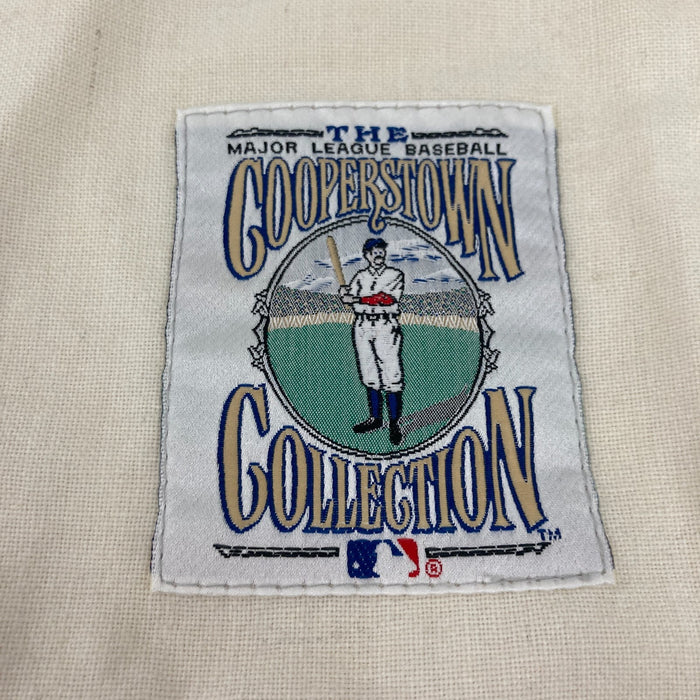 THE
MAJOR LEAGUE BASEBALL
COOPERSTOWN
COLLECTION
TM
®